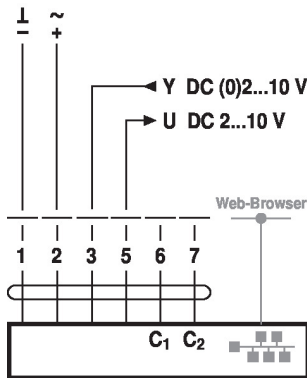 ⊥ ~
− +
Y DC (0)2...10 V
U DC 2...10 V
Web-Browser
1 2 3 5 6 7
C₁ C₂